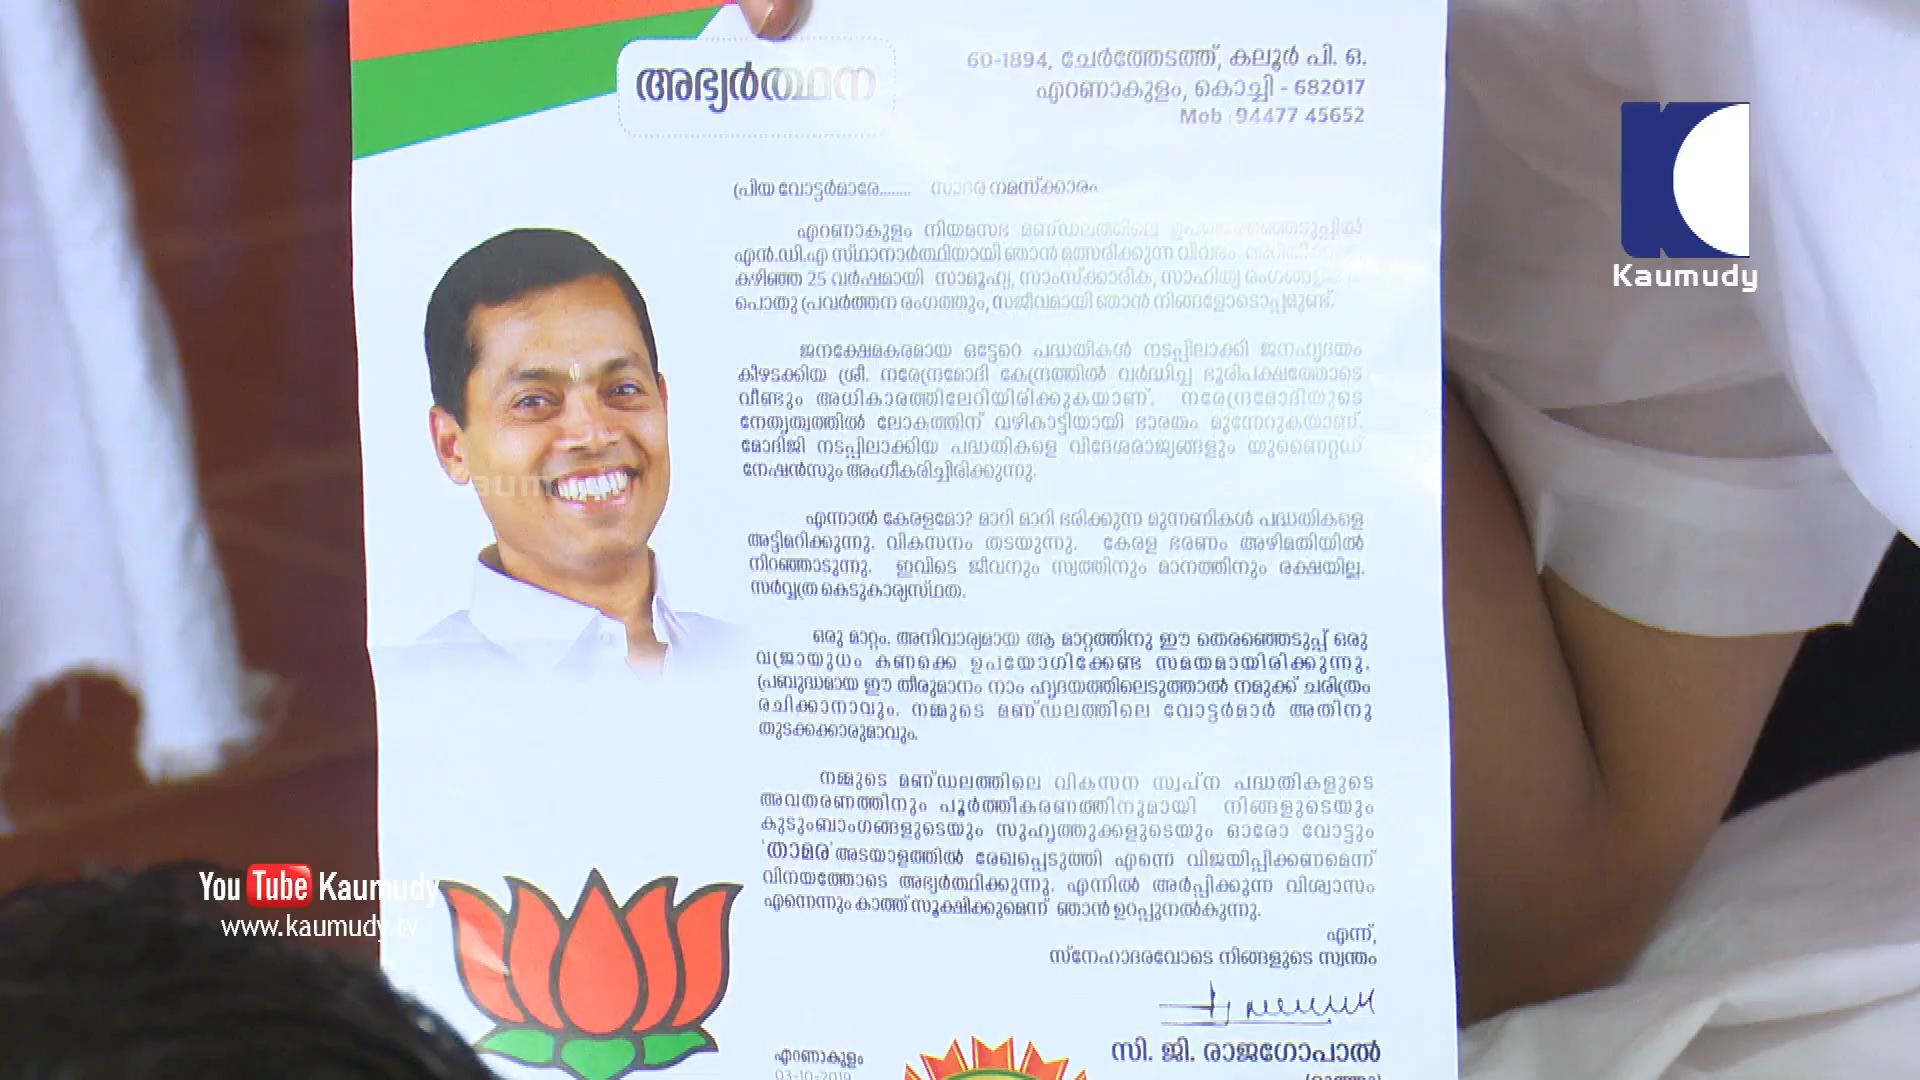 അഭ്യർത്ഥന
60-1894, ചേർത്തേടത്ത്, കലൂർ പി. ഒ.
എറണാകുളം, കൊച്ചി - 682017
Mob : 94477 45652
പ്രിയ വോട്ടർമാരേ........ സാദര നമസ്ക്കാരം
എറണാകുളം നിയമസഭ മണ്ഡലത്തിലെ ഉപതെരഞ്ഞെടുപ്പിൽ
എൻ.ഡി.എ സ്ഥാനാർത്ഥിയായി ഞാൻ മത്സരിക്കുന്ന വിവരം
കഴിഞ്ഞ 25 വർഷമായി സാമൂഹ്യ, സാംസ്ക്കാരിക, സാഹിത്യ
പൊതു പ്രവർത്തന രംഗത്തും, സജീവമായി ഞാൻ നിങ്ങളോടൊപ്പമുണ്ട്.
ജനക്ഷേമകരമായ ഒട്ടേറെ പദ്ധതികൾ നടപ്പിലാക്കി ജനഹൃദയം
കീഴടക്കിയ ശ്രീ. നരേന്ദ്രമോദി കേന്ദ്രത്തിൽ വർദ്ധിച്ച ഭൂരിപക്ഷത്തോടെ
വീണ്ടും അധികാരത്തിലേറിയിരിക്കുകയാണ്. നരേന്ദ്രമോദിയുടെ
നേതൃത്വത്തിൽ ലോകത്തിന് വഴികാട്ടിയായി ഭാരതം മുന്നേറുകയാണ്.
മോദിജി നടപ്പിലാക്കിയ പദ്ധതികളെ വിദേശരാജ്യങ്ങളും യുണൈറ്റഡ്
നേഷൻസും അംഗീകരിച്ചിരിക്കുന്നു.
എന്നാൽ കേരളമോ? മാറി മാറി ഭരിക്കുന്ന മുന്നണികൾ പദ്ധതികളെ
അട്ടിമറിക്കുന്നു. വികസനം തടയുന്നു. കേരള ഭരണം അഴിമതിയിൽ
നിറഞ്ഞാടുന്നു. ഇവിടെ ജീവനും സ്വത്തിനും മാനത്തിനും രക്ഷയില്ല.
സർവ്വത്ര കെടുകാര്യസ്ഥത.
ഒരു മാറ്റം. അനിവാര്യമായ ആ മാറ്റത്തിനു ഈ തെരഞ്ഞെടുപ്പ് ഒരു
വജ്രായുധം കണക്കെ ഉപയോഗിക്കേണ്ട സമയമായിരിക്കുന്നു.
പ്രബുദ്ധമായ ഈ തീരുമാനം നാം ഹൃദയത്തിലെടുത്താൽ നമുക്ക് ചരിത്രം
രചിക്കാനാവും. നമ്മുടെ മണ്ഡലത്തിലെ വോട്ടർമാർ അതിനു
തുടക്കക്കാരുമാവും.
നമ്മുടെ മണ്ഡലത്തിലെ വികസന സ്വപ്ന പദ്ധതികളുടെ
അവതരണത്തിനും പൂർത്തീകരണത്തിനുമായി നിങ്ങളുടെയും
കുടുംബാംഗങ്ങളുടെയും സുഹൃത്തുക്കളുടെയും ഓരോ വോട്ടും
'താമര' അടയാളത്തിൽ രേഖപ്പെടുത്തി എന്നെ വിജയിപ്പിക്കണമെന്ന്
വിനയത്തോടെ അഭ്യർത്ഥിക്കുന്നു. എന്നിൽ അർപ്പിക്കുന്ന വിശ്വാസം
എന്നെന്നും കാത്ത് സൂക്ഷിക്കുമെന്ന് ഞാൻ ഉറപ്പുനൽകുന്നു.
എന്ന്,
സ്നേഹാദരവോടെ നിങ്ങളുടെ സ്വന്തം
സി. ജി. രാജഗോപാൽ
എറണാകുളം
03-10-2019
Kaumudy
Kaumudy
You Tube Kaumudy
www.kaumudy.tv